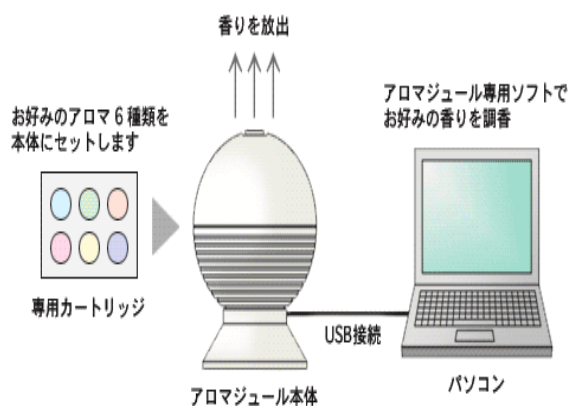 香りを放出
お好みのアロマ6種類を
本体にセットします
アロマジュール専用ソフトで
お好みの香りを調香
専用カートリッジ
USB接続
アロマジュール本体
パソコン